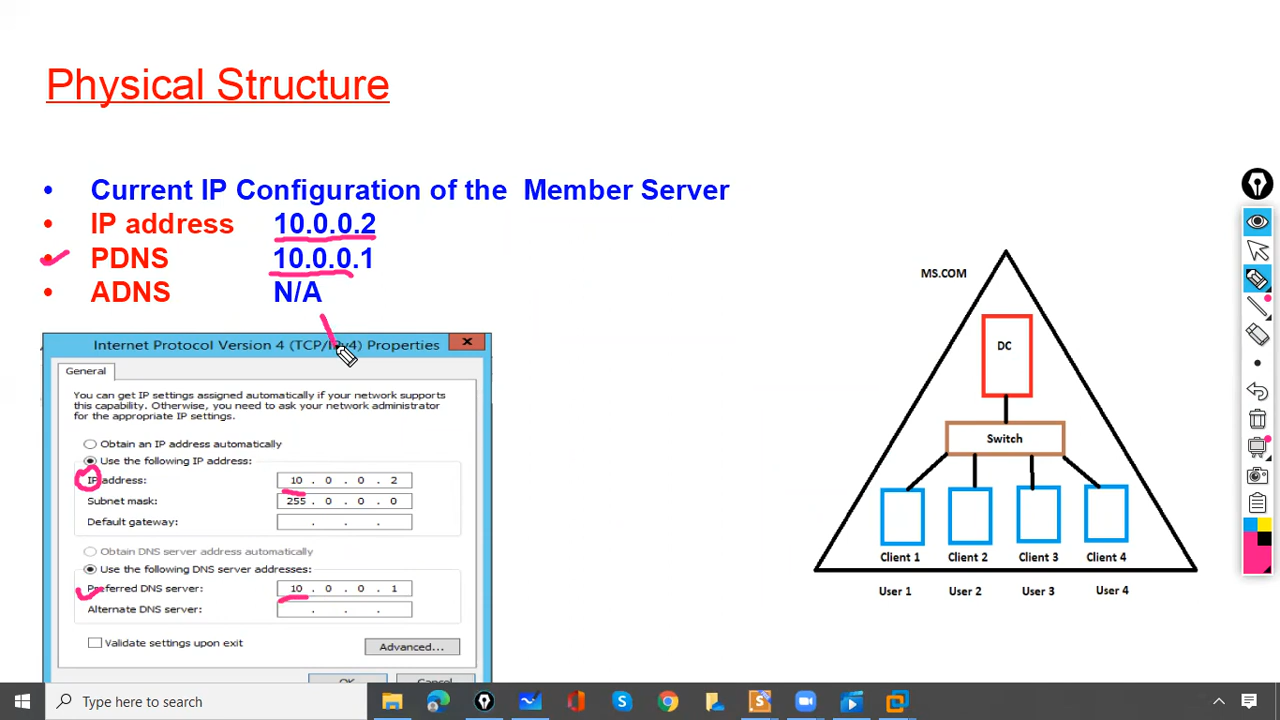 Physical Structure
• Current IP Configuration of the Member Server
• IP address 10.0.0.2
• PDNS 10.0.0.1
• ADNS N/A
Internet Protocol Version 4 (TCP/IPv4) Properties
General
You can get IP settings assigned automatically if your network supports
this capability. Otherwise, you need to ask your network administrator
for the appropriate IP settings.
Obtain an IP address automatically
Use the following IP address:
IP address: 10 . 0 . 0 . 2
Subnet mask: 255 . 0 . 0 . 0
Default gateway: . . .
Obtain DNS server address automatically
Use the following DNS server addresses:
Preferred DNS server: 10 . 0 . 0 . 1
Alternate DNS server: . . .
Validate settings upon exit
Advanced...
OK Cancel
MS.COM
DC
Switch
Client 1 Client 2 Client 3 Client 4
User 1 User 2 User 3 User 4
Type here to search